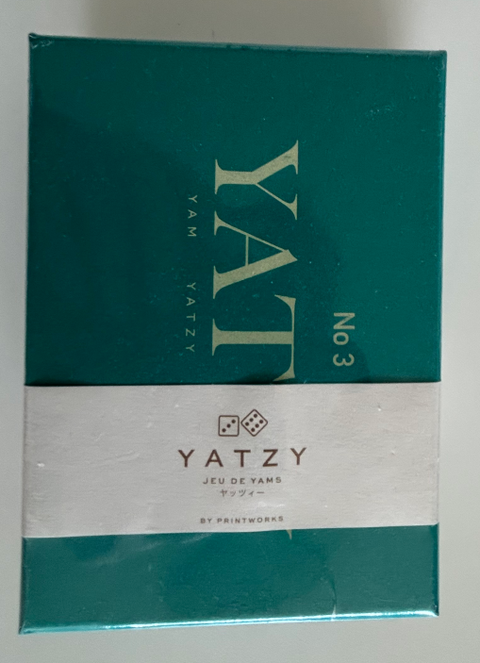 No 3
YAT
YAM YATZY
YATZY
JEU DE YAMS
ヤッツィー
BY PRINTWORKS